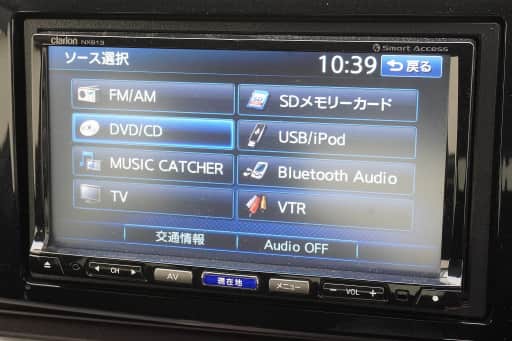 clarion NX613
Smart Access
ソース選択
10:39
戻る
FM/AM
SDメモリーカード
DVD/CD
USB/iPod
MUSIC CATCHER
Bluetooth Audio
TV
VTR
交通情報
Audio OFF
CH
AV
現在地
メニュー
− VOL +